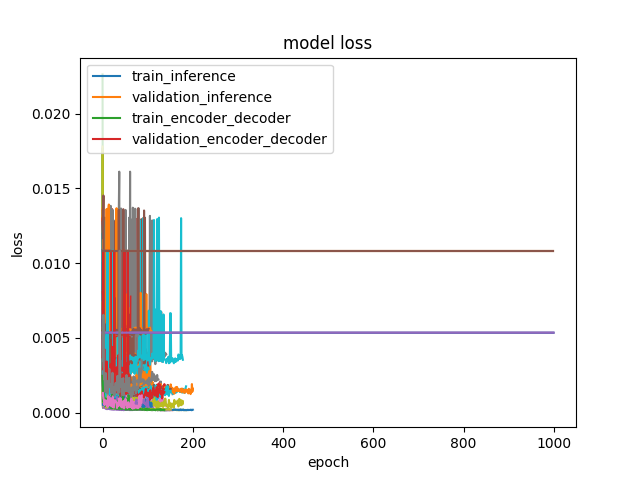 model loss
train_inference
validation_inference
train_encoder_decoder
validation_encoder_decoder
0.020
0.015
0.010
0.005
0.000
loss
0 200 400 600 800 1000
epoch